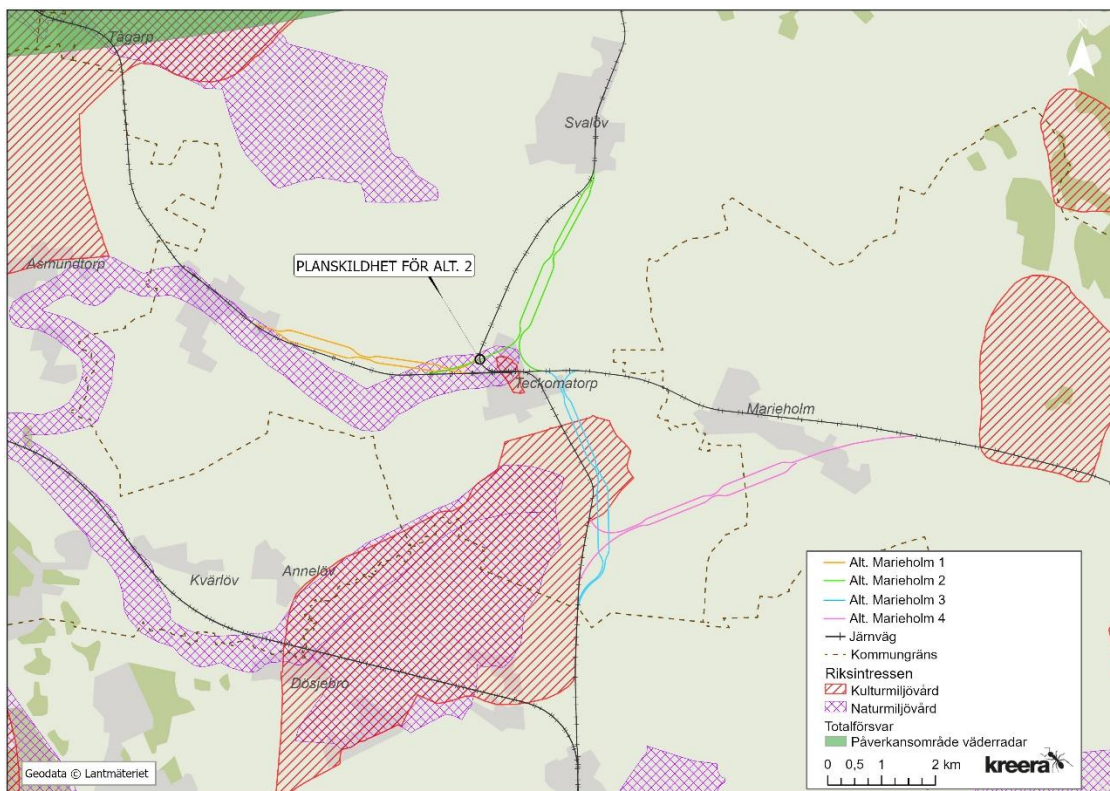 Tågarp
N
Svalöv
PLANSKILDHET FÖR ALT. 2
Asmundtorp
Teckomatorp
Marieholm
Kvärlöv
Annelöv
Dösjebro
Alt. Marieholm 1
Alt. Marieholm 2
Alt. Marieholm 3
Alt. Marieholm 4
Järnväg
Kommungräns
Riksintressen
Kulturmiljövård
Naturmiljövård
Totalförsvar
Påverkansområde väderradar
0 0,5 1 2 km
kreera
Geodata © Lantmäteriet